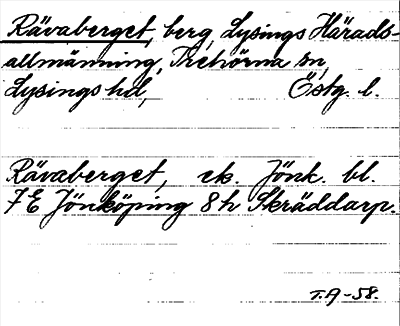 Rävaberget, berg, Lysings Härads-
allmänning, Trehörna sn,
Lysings hd, Östg. l.
Rävaberget, ek. Jönk. bl.
7E Jönköping 8h Skräddarp.
T.A-58.